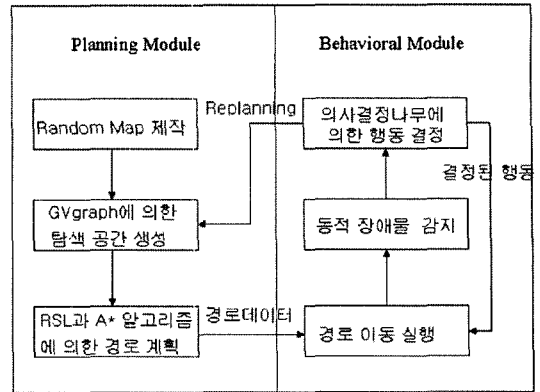 Planning Module
Behavioral Module
Random Map 제작
Replanning
의사결정나무에
의한 행동 결정
결정된 행동
GVgraph에 의한
탐색 공간 생성
동적 장애물 감지
RSL과 A* 알고리즘
에 의한 경로 계획
경로데이터
경로 이동 실행